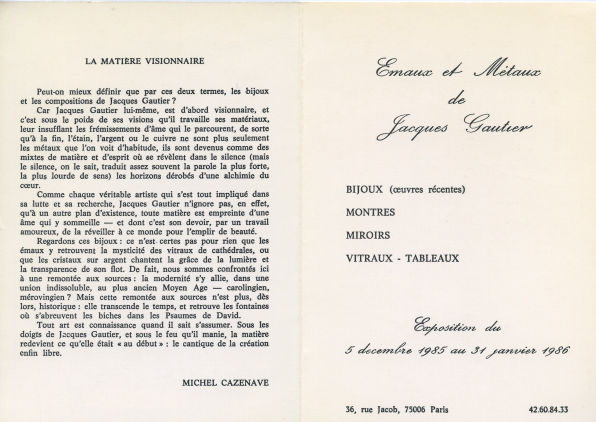 LA MATIÈRE VISIONNAIRE
Peut-on mieux définir que par ces deux termes, les bijoux
et les compositions de Jacques Gautier ?
Car Jacques Gautier lui-même, est d'abord visionnaire, et
c'est sous le poids de ses visions qu'il travaille ses matériaux,
leur insufflant les frémissements d'âme qui le parcourent, de sorte
qu'à la fin, l'étain, l'argent ou le cuivre ne sont plus seulement
les métaux que l'on voit d'habitude, ils sont devenus comme des
mixtes de matière et d'esprit où se révèlent dans le silence (mais
le silence, on le sait, traduit assez souvent la parole la plus forte,
la plus lourde de sens) les horizons dérobés d'une alchimie du
cœur.
Comme chaque véritable artiste qui s'est tout impliqué dans
sa lutte et sa recherche, Jacques Gautier n'ignore pas, en effet,
qu'à un autre plan d'existence, toute matière est empreinte d'une
âme qui y sommeille — et dont c'est son devoir, par un travail
amoureux, de la réveiller à ce monde pour l'emplir de beauté.
Regardons ces bijoux : ce n'est certes pas pour rien que les
émaux y retrouvent la mysticité des vitraux de cathédrales, ou
que les cristaux sur argent chantent la grâce de la lumière et
la transparence de son flot. De fait, nous sommes confrontés ici
à une remontée aux sources : la modernité s'y allie, dans une
union indissoluble, au plus ancien Moyen Age — carolingien,
mérovingien ? Mais cette remontée aux sources n'est plus, dès
lors, historique : elle transcende le temps, et retrouve les fontaines
où s'abreuvent les biches dans les Psaumes de David.
Tout art est connaissance quand il sait s'assumer. Sous les
doigts de Jacques Gautier, et sous le feu qu'il manie, la matière
redevient ce qu'elle était « au début » : le cantique de la création
enfin libre.
MICHEL CAZENAVE
Emaux et Métaux
de
Jacques Gautier
BIJOUX (œuvres récentes)
MONTRES
MIROIRS
VITRAUX - TABLEAUX
Exposition du
5 decembre 1985 au 31 janvier 1986
36, rue Jacob, 75006 Paris 42.60.84.33